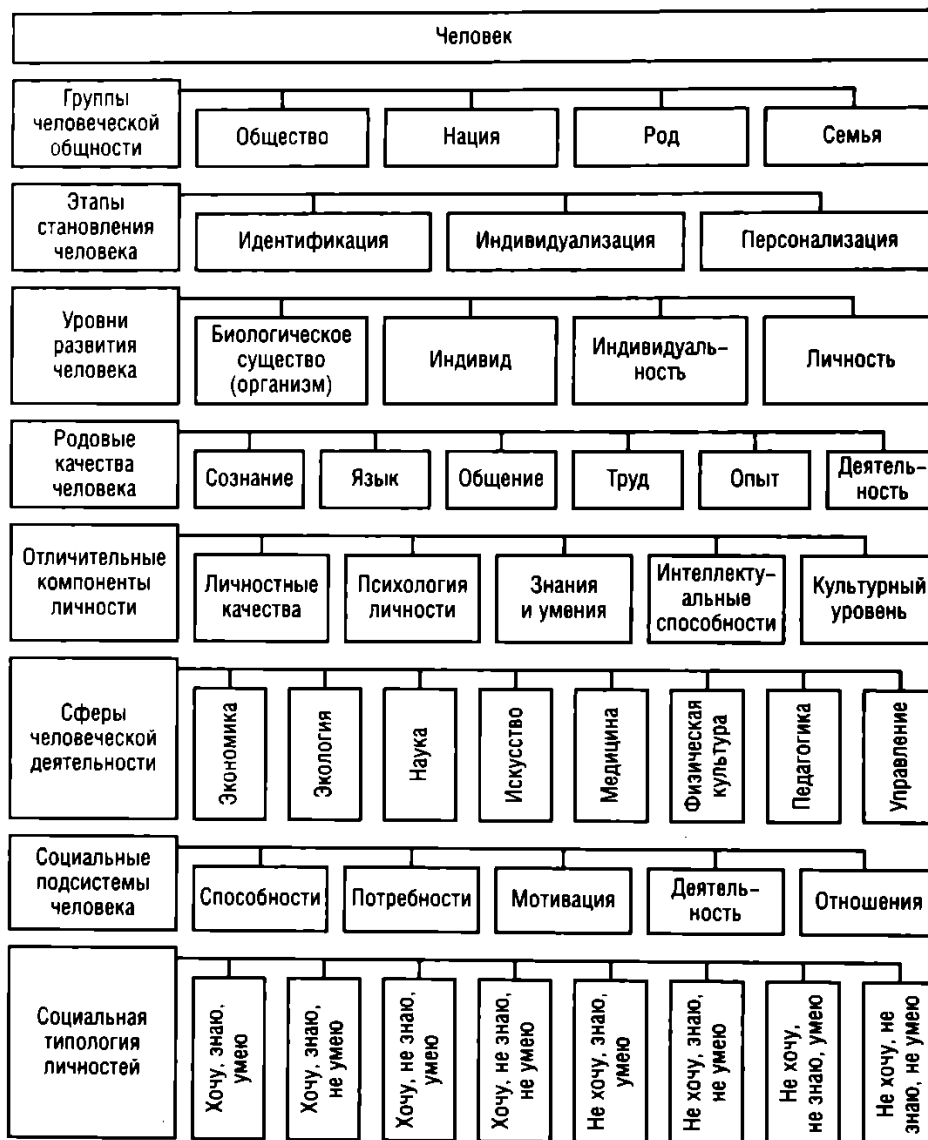 Человек
Группы
человеческой
общности
Общество
Нация
Род
Семья
Этапы
становления
человека
Идентификация
Индивидуализация
Персонализация
Уровни
развития
человека
Биологическое
существо
(организм)
Индивид
Индивидуаль-
ность
Личность
Родовые
качества
человека
Сознание
Язык
Общение
Труд
Опыт
Деятель-
ность
Отличительные
компоненты
личности
Личностные
качества
Психология
личности
Знания
и умения
Интеллекту-
альные
способности
Культурный
уровень
Сферы
человеческой
деятельности
Экономика
Экология
Наука
Искусство
Медицина
Физическая
культура
Педагогика
Управление
Социальные
подсистемы
человека
Способности
Потребности
Мотивация
Деятель-
ность
Отношения
Социальная
типология
личностей
Хочу, знаю,
умею
Хочу, знаю,
не умею
Хочу, не знаю,
умею
Хочу, не знаю,
не умею
Не хочу, знаю,
умею
Не хочу, знаю,
не умею
Не хочу,
не знаю, умею
Не хочу, не
знаю, не умею